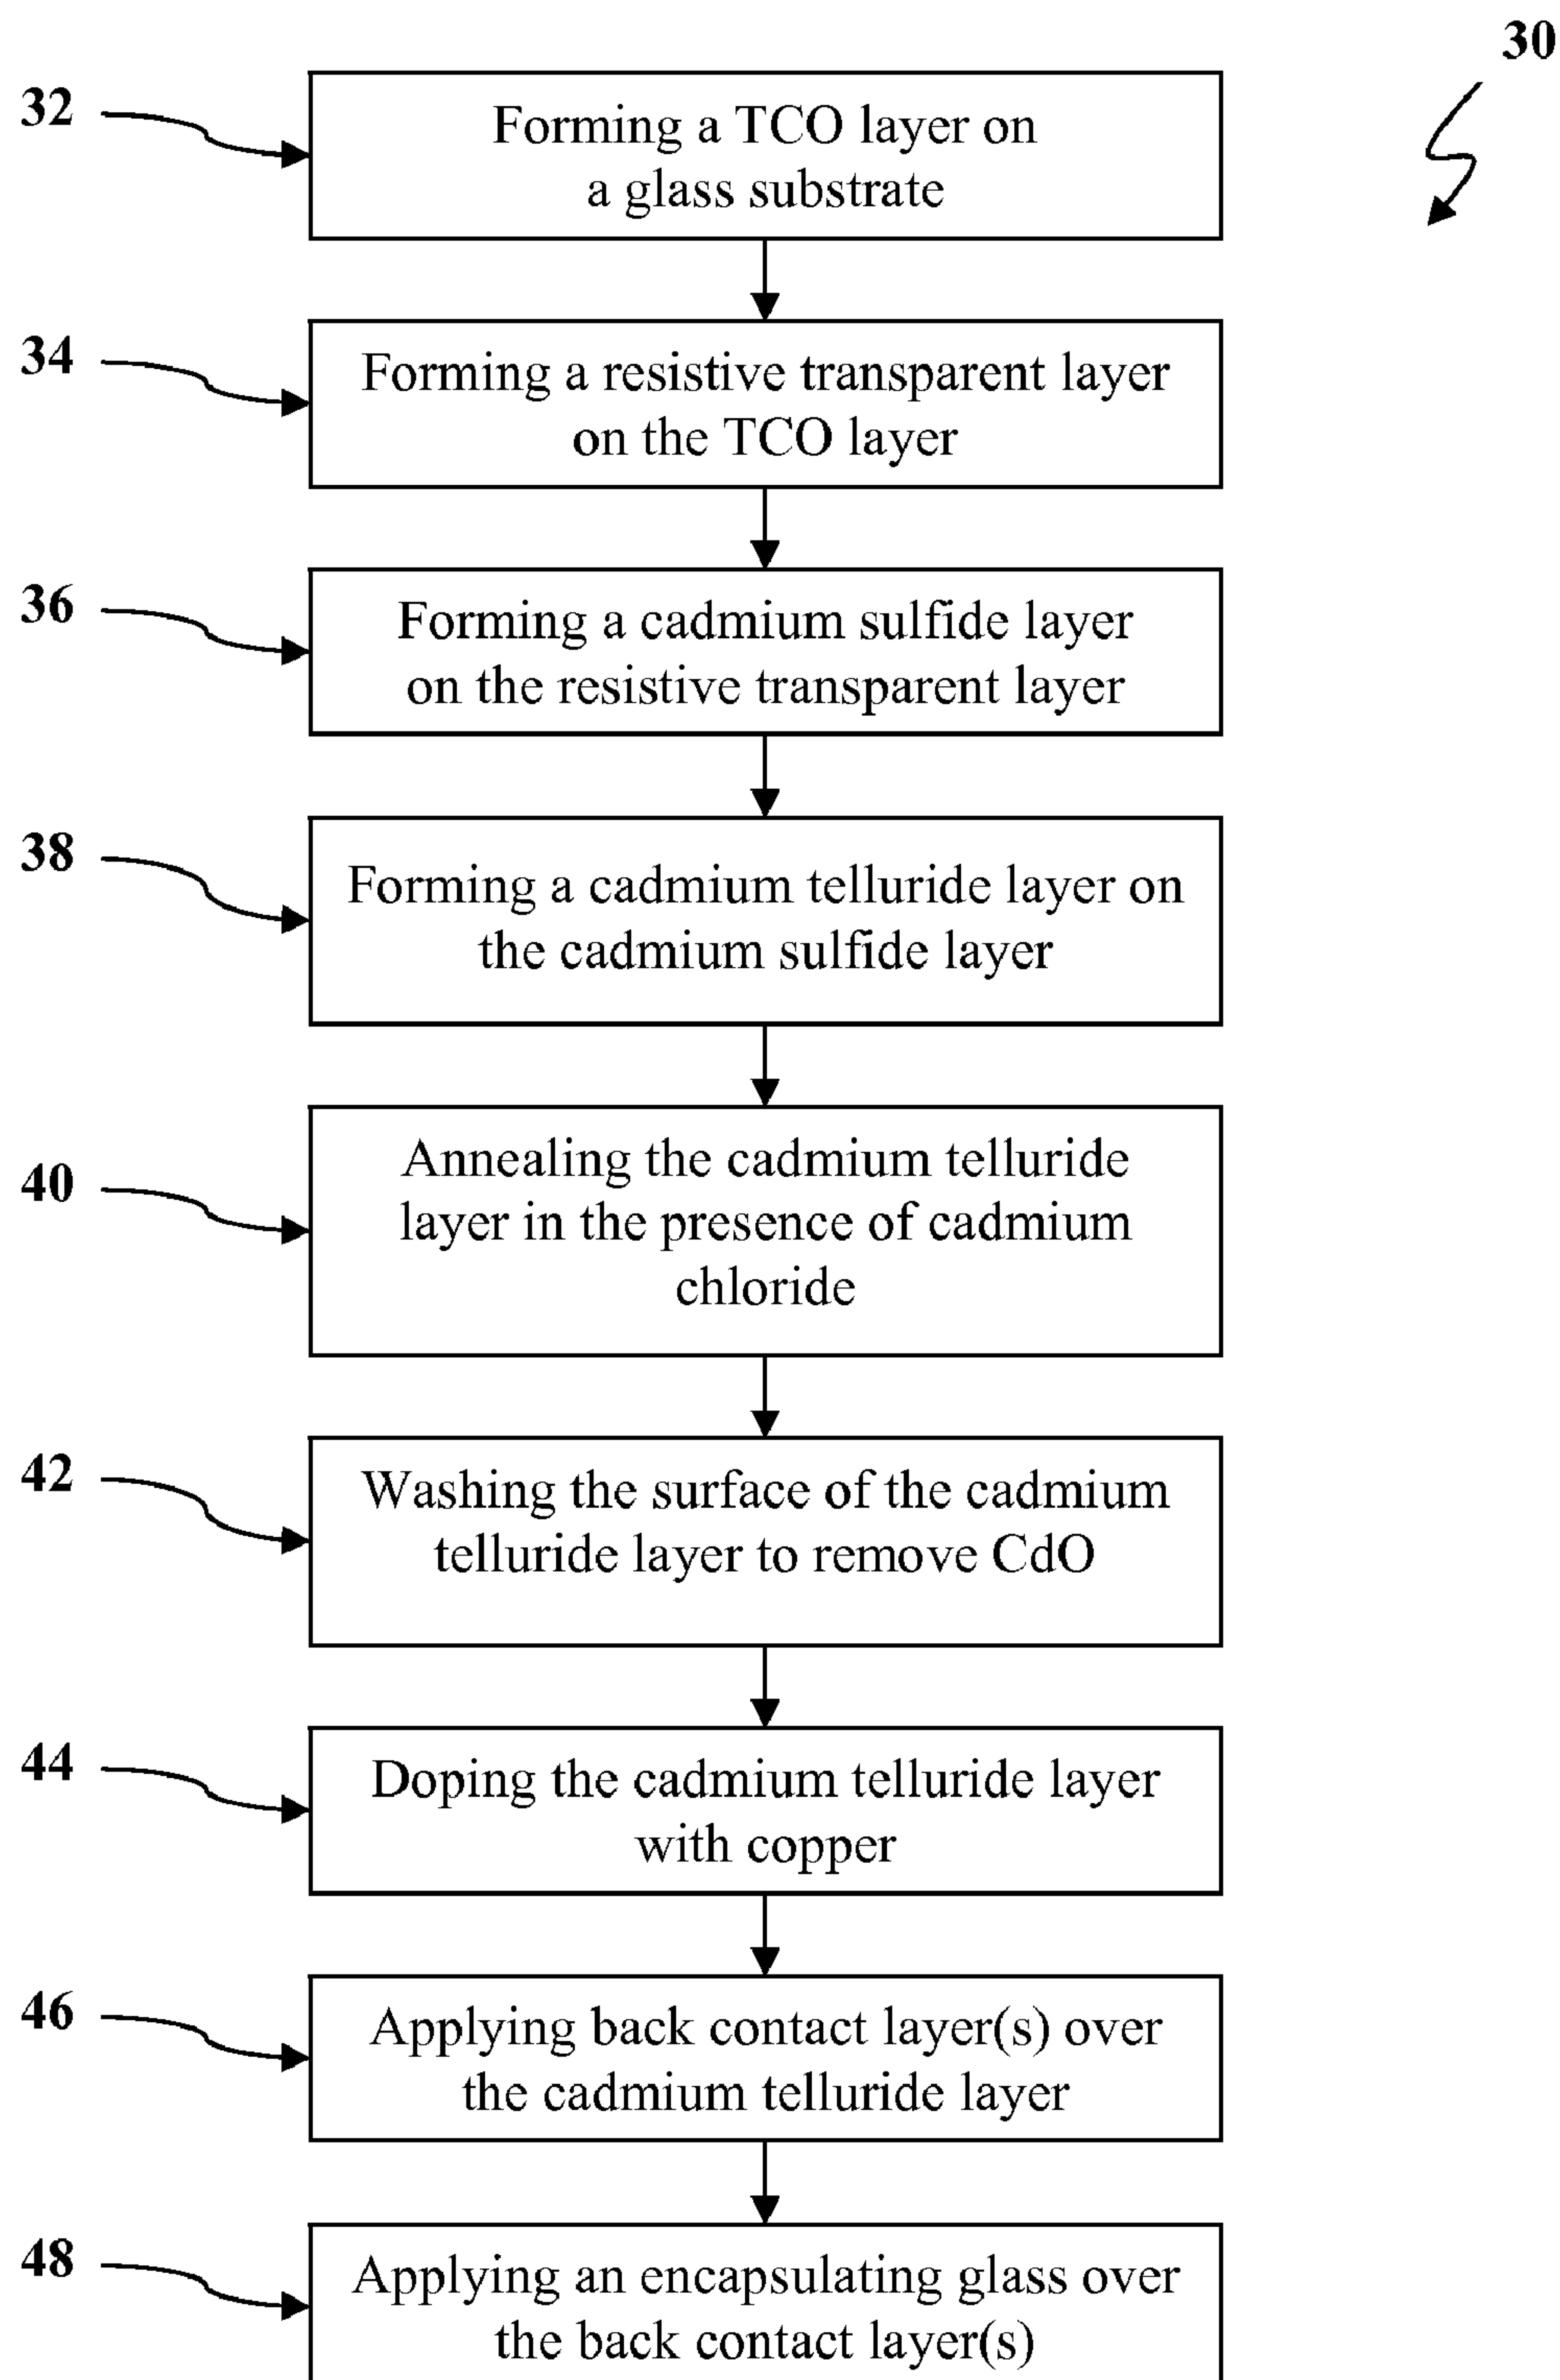 30
32
Forming a TCO layer on
a glass substrate
34
Forming a resistive transparent layer
on the TCO layer
36
Forming a cadmium sulfide layer
on the resistive transparent layer
38
Forming a cadmium telluride layer on
the cadmium sulfide layer
40
Annealing the cadmium telluride
layer in the presence of cadmium
chloride
42
Washing the surface of the cadmium
telluride layer to remove CdO
44
Doping the cadmium telluride layer
with copper
46
Applying back contact layer(s) over
the cadmium telluride layer
48
Applying an encapsulating glass over
the back contact layer(s)